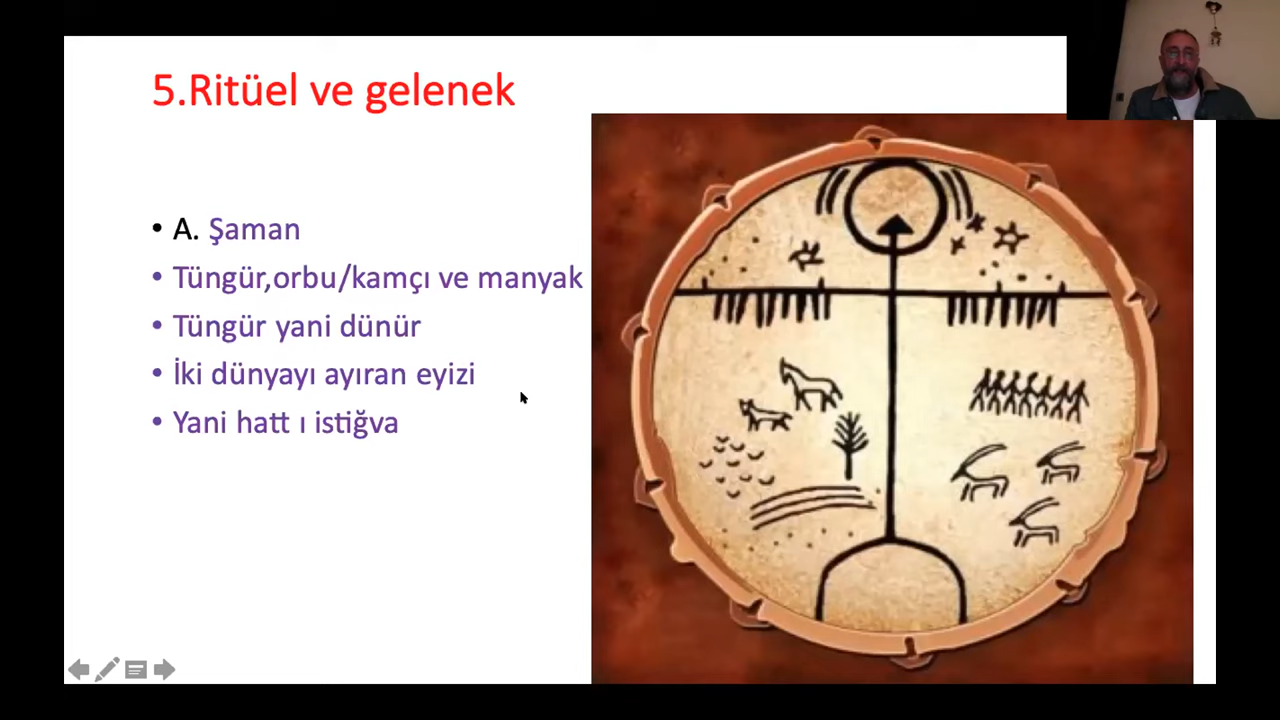 5.Ritüel ve gelenek
• A. Şaman
• Tüngür,orbu/kamçı ve manyak
• Tüngür yani dünür
• İki dünyayı ayıran eyizi
• Yani hatt ı istiğva